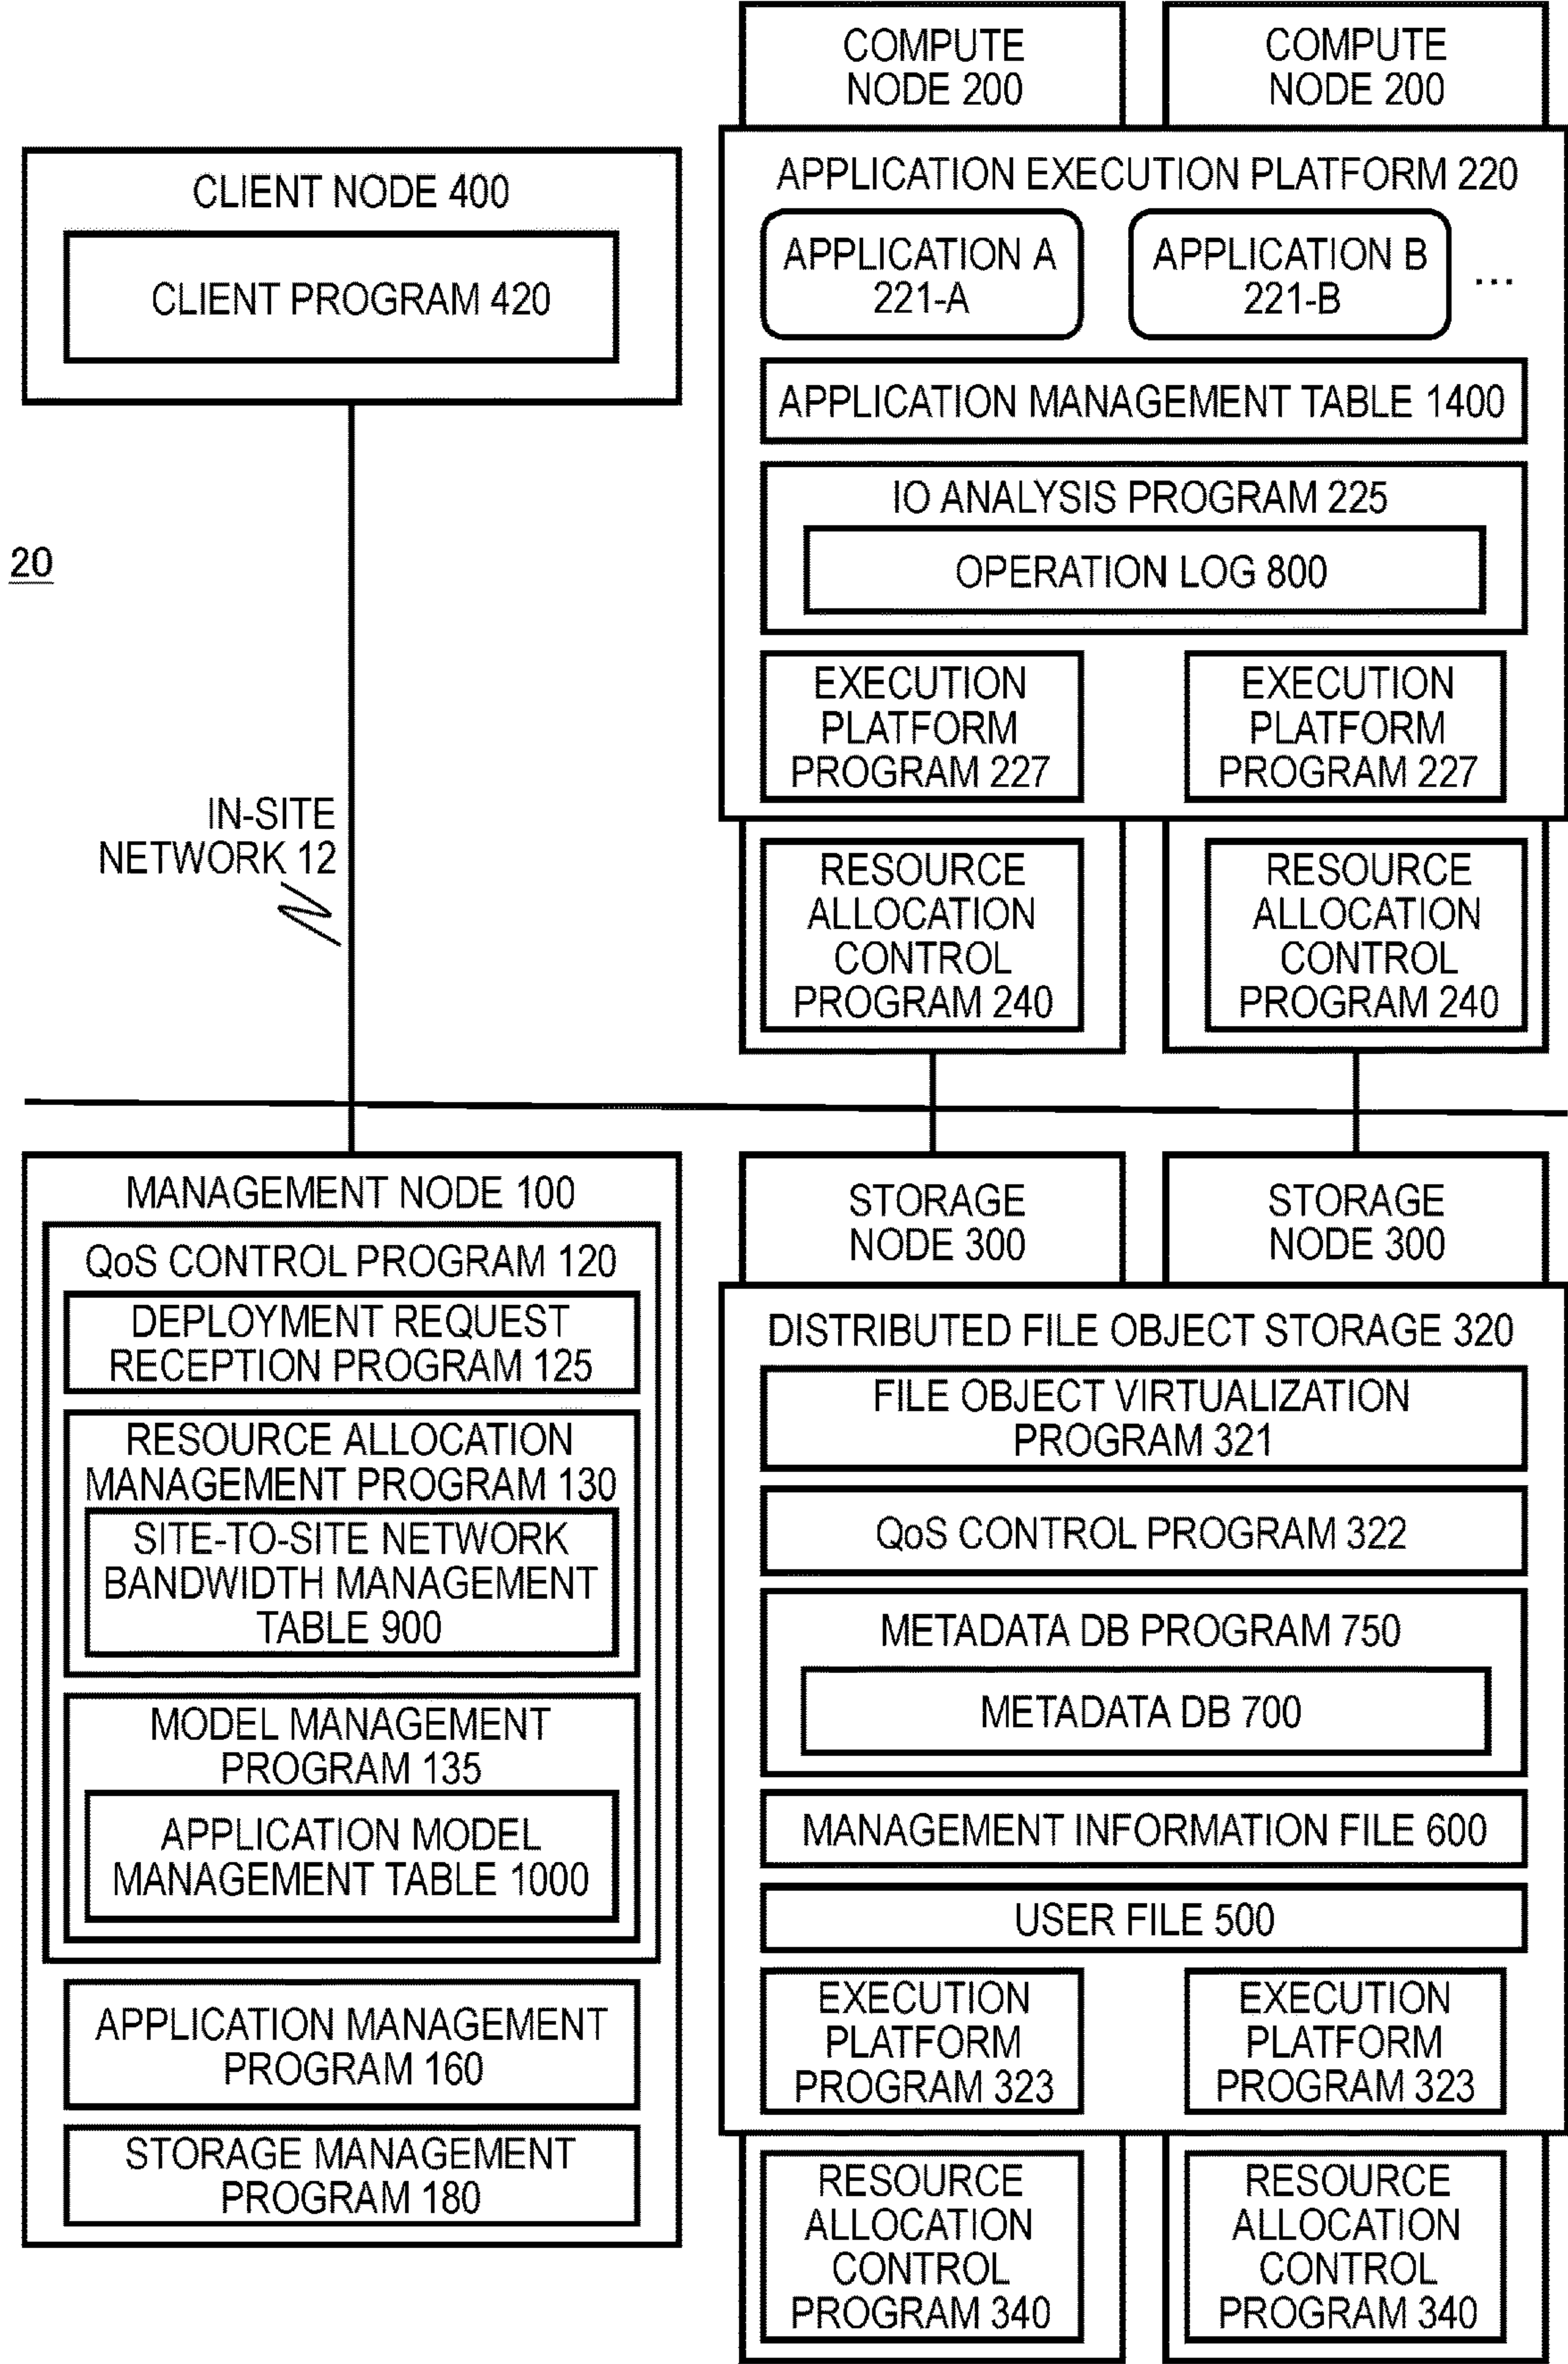 COMPUTE
NODE 200
COMPUTE
NODE 200
CLIENT NODE 400
CLIENT PROGRAM 420
APPLICATION EXECUTION PLATFORM 220
APPLICATION A
221-A
APPLICATION B
221-B
...
APPLICATION MANAGEMENT TABLE 1400
IO ANALYSIS PROGRAM 225
OPERATION LOG 800
20
EXECUTION
PLATFORM
PROGRAM 227
EXECUTION
PLATFORM
PROGRAM 227
IN-SITE
NETWORK 12
RESOURCE
ALLOCATION
CONTROL
PROGRAM 240
RESOURCE
ALLOCATION
CONTROL
PROGRAM 240
MANAGEMENT NODE 100
QoS CONTROL PROGRAM 120
DEPLOYMENT REQUEST
RECEPTION PROGRAM 125
RESOURCE ALLOCATION
MANAGEMENT PROGRAM 130
SITE-TO-SITE NETWORK
BANDWIDTH MANAGEMENT
TABLE 900
MODEL MANAGEMENT
PROGRAM 135
APPLICATION MODEL
MANAGEMENT TABLE 1000
APPLICATION MANAGEMENT
PROGRAM 160
STORAGE MANAGEMENT
PROGRAM 180
STORAGE
NODE 300
STORAGE
NODE 300
DISTRIBUTED FILE OBJECT STORAGE 320
FILE OBJECT VIRTUALIZATION
PROGRAM 321
QoS CONTROL PROGRAM 322
METADATA DB PROGRAM 750
METADATA DB 700
MANAGEMENT INFORMATION FILE 600
USER FILE 500
EXECUTION
PLATFORM
PROGRAM 323
EXECUTION
PLATFORM
PROGRAM 323
RESOURCE
ALLOCATION
CONTROL
PROGRAM 340
RESOURCE
ALLOCATION
CONTROL
PROGRAM 340